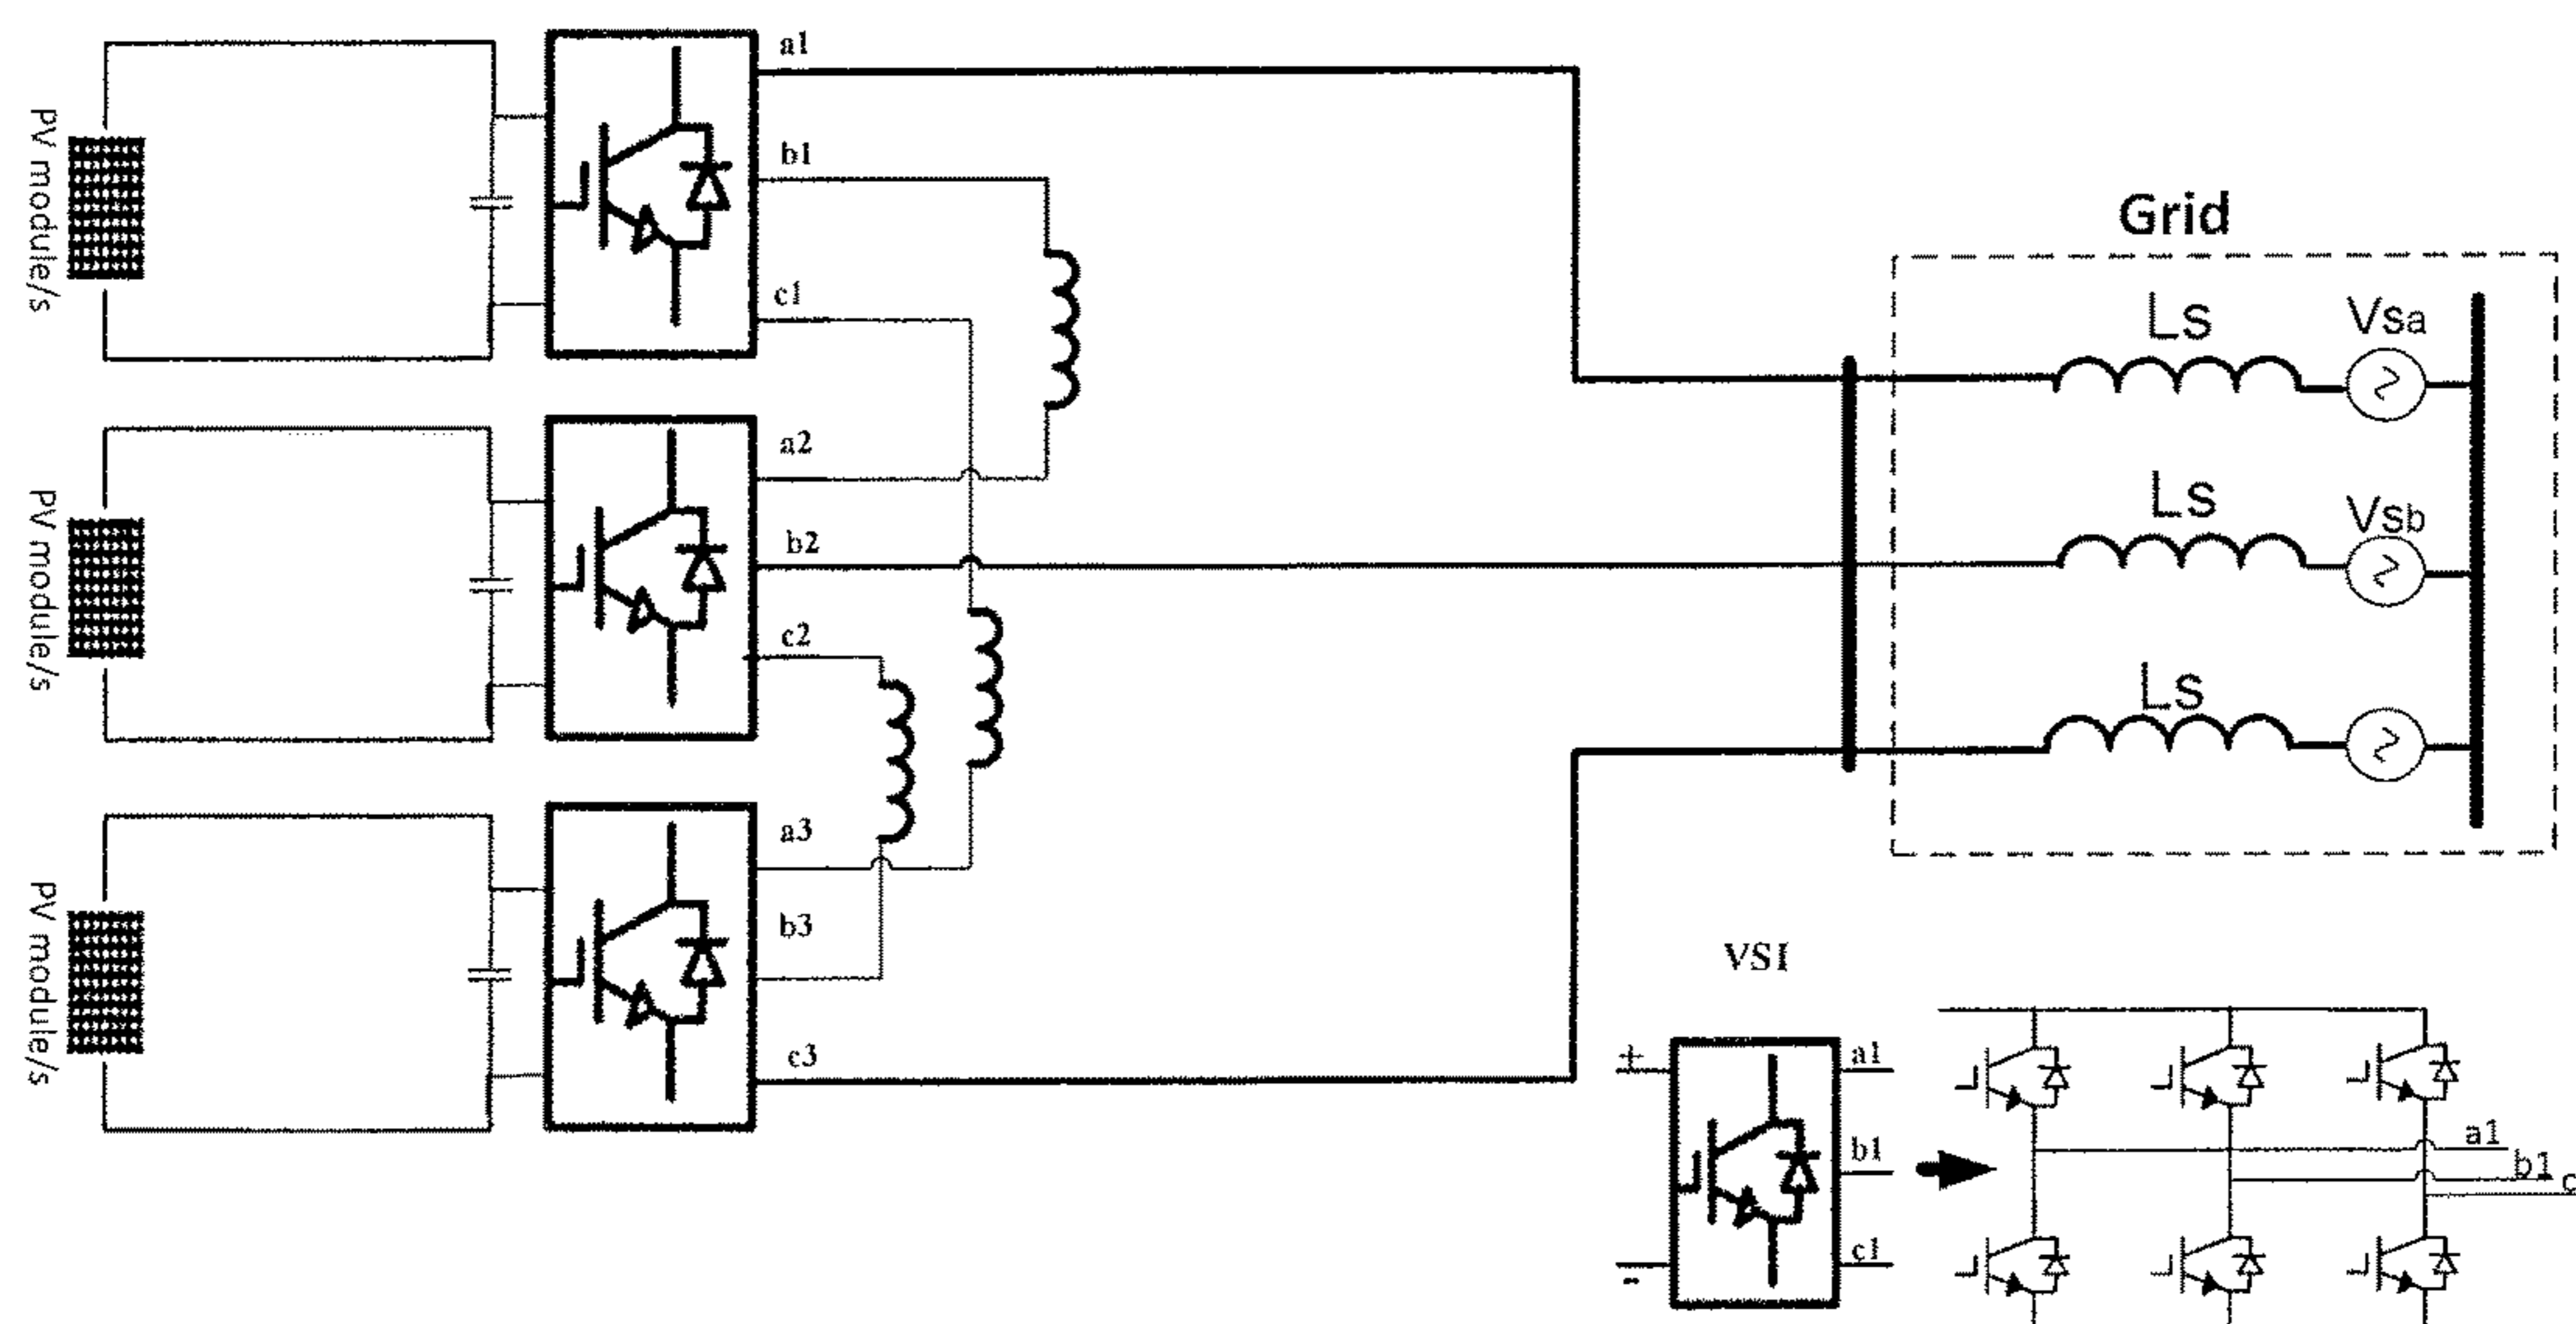 PV module/s
a1
b1
c1
PV module/s
a2
b2
c2
PV module/s
a3
b3
c3
Grid
Ls
Vsa
Ls
Vsb
Ls
VSI
+
-
a1
b1
c1
a1
b1
c